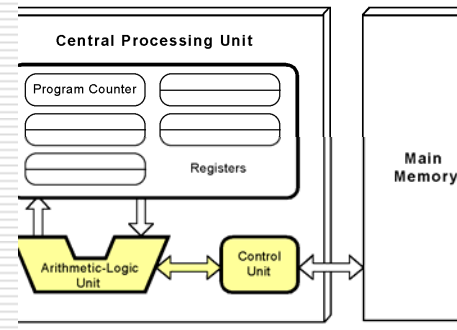 Central Processing Unit
Program Counter
Registers
Main
Memory
Arithmetic-Logic
Unit
Control
Unit